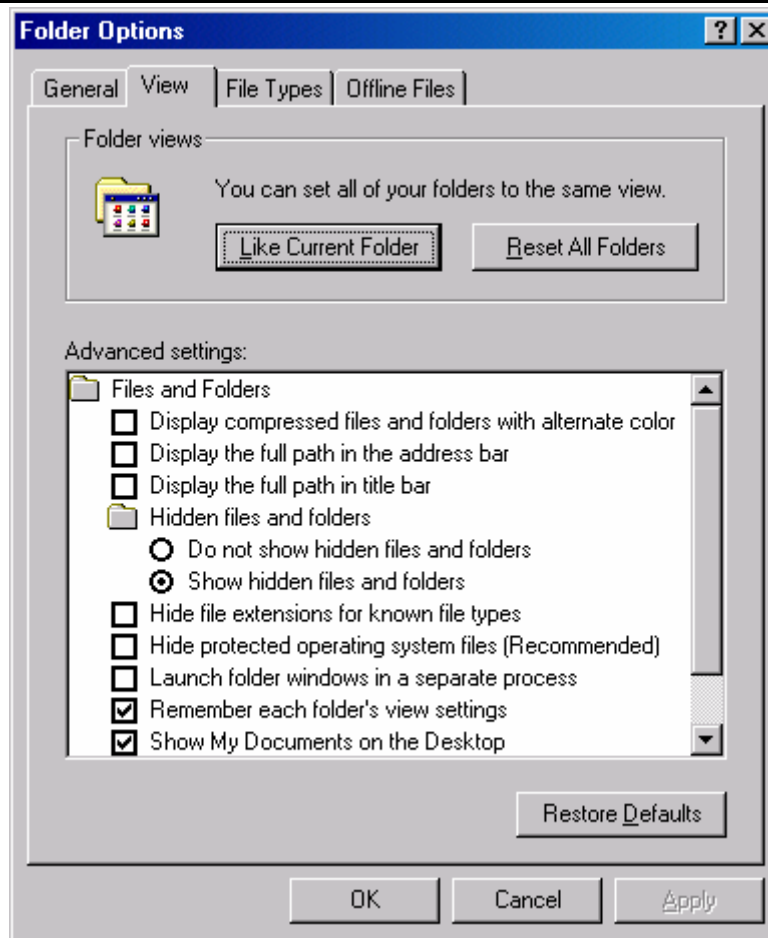 Folder Options
General View File Types Offline Files
Folder views
You can set all of your folders to the same view.
Like Current Folder Reset All Folders
Advanced settings:
Files and Folders
Display compressed files and folders with alternate color
Display the full path in the address bar
Display the full path in title bar
Hidden files and folders
Do not show hidden files and folders
Show hidden files and folders
Hide file extensions for known file types
Hide protected operating system files (Recommended)
Launch folder windows in a separate process
Remember each folder's view settings
Show My Documents on the Desktop
Restore Defaults
OK Cancel Apply